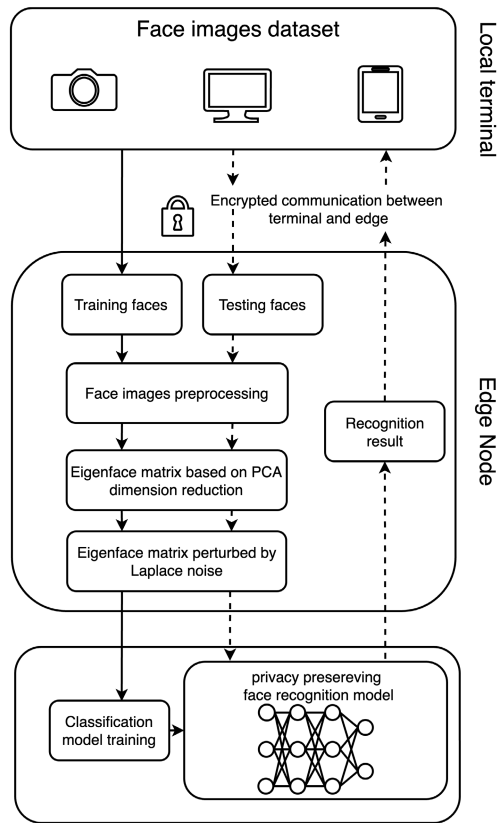 Face images dataset
Local terminal
Encrypted communication between
terminal and edge
Training faces
Testing faces
Face images preprocessing
Edge Node
Recognition
result
Eigenface matrix based on PCA
dimension reduction
Eigenface matrix perturbed by
Laplace noise
privacy presereving
face recognition model
Classification
model training